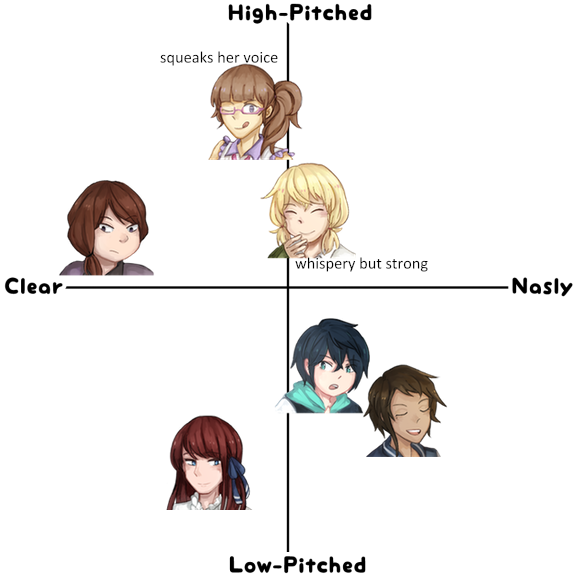 High-Pitched
squeaks her voice
whispery but strong
Clear
Nasly
Low-Pitched